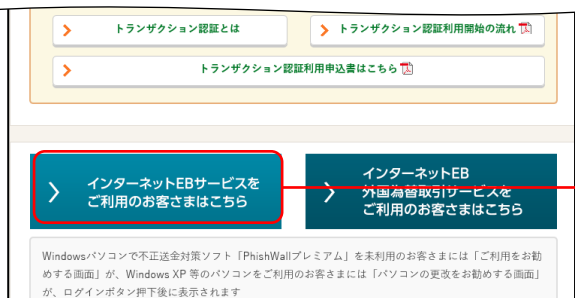 トランザクション認証とは
トランザクション認証利用開始の流れ
トランザクション認証利用申込書はこちら
インターネットEBサービスを
ご利用のお客さまはこちら
インターネットEB
外国為替取引サービスを
ご利用のお客さまはこちら
Windowsパソコンで不正送金対策ソフト「PhishWallプレミアム」を未利用のお客さまには「ご利用をお勧
めする画面」が、Windows XP 等のパソコンをご利用のお客さまには「パソコンの更改をお勧めする画面」
が、ログインボタン押下後に表示されます